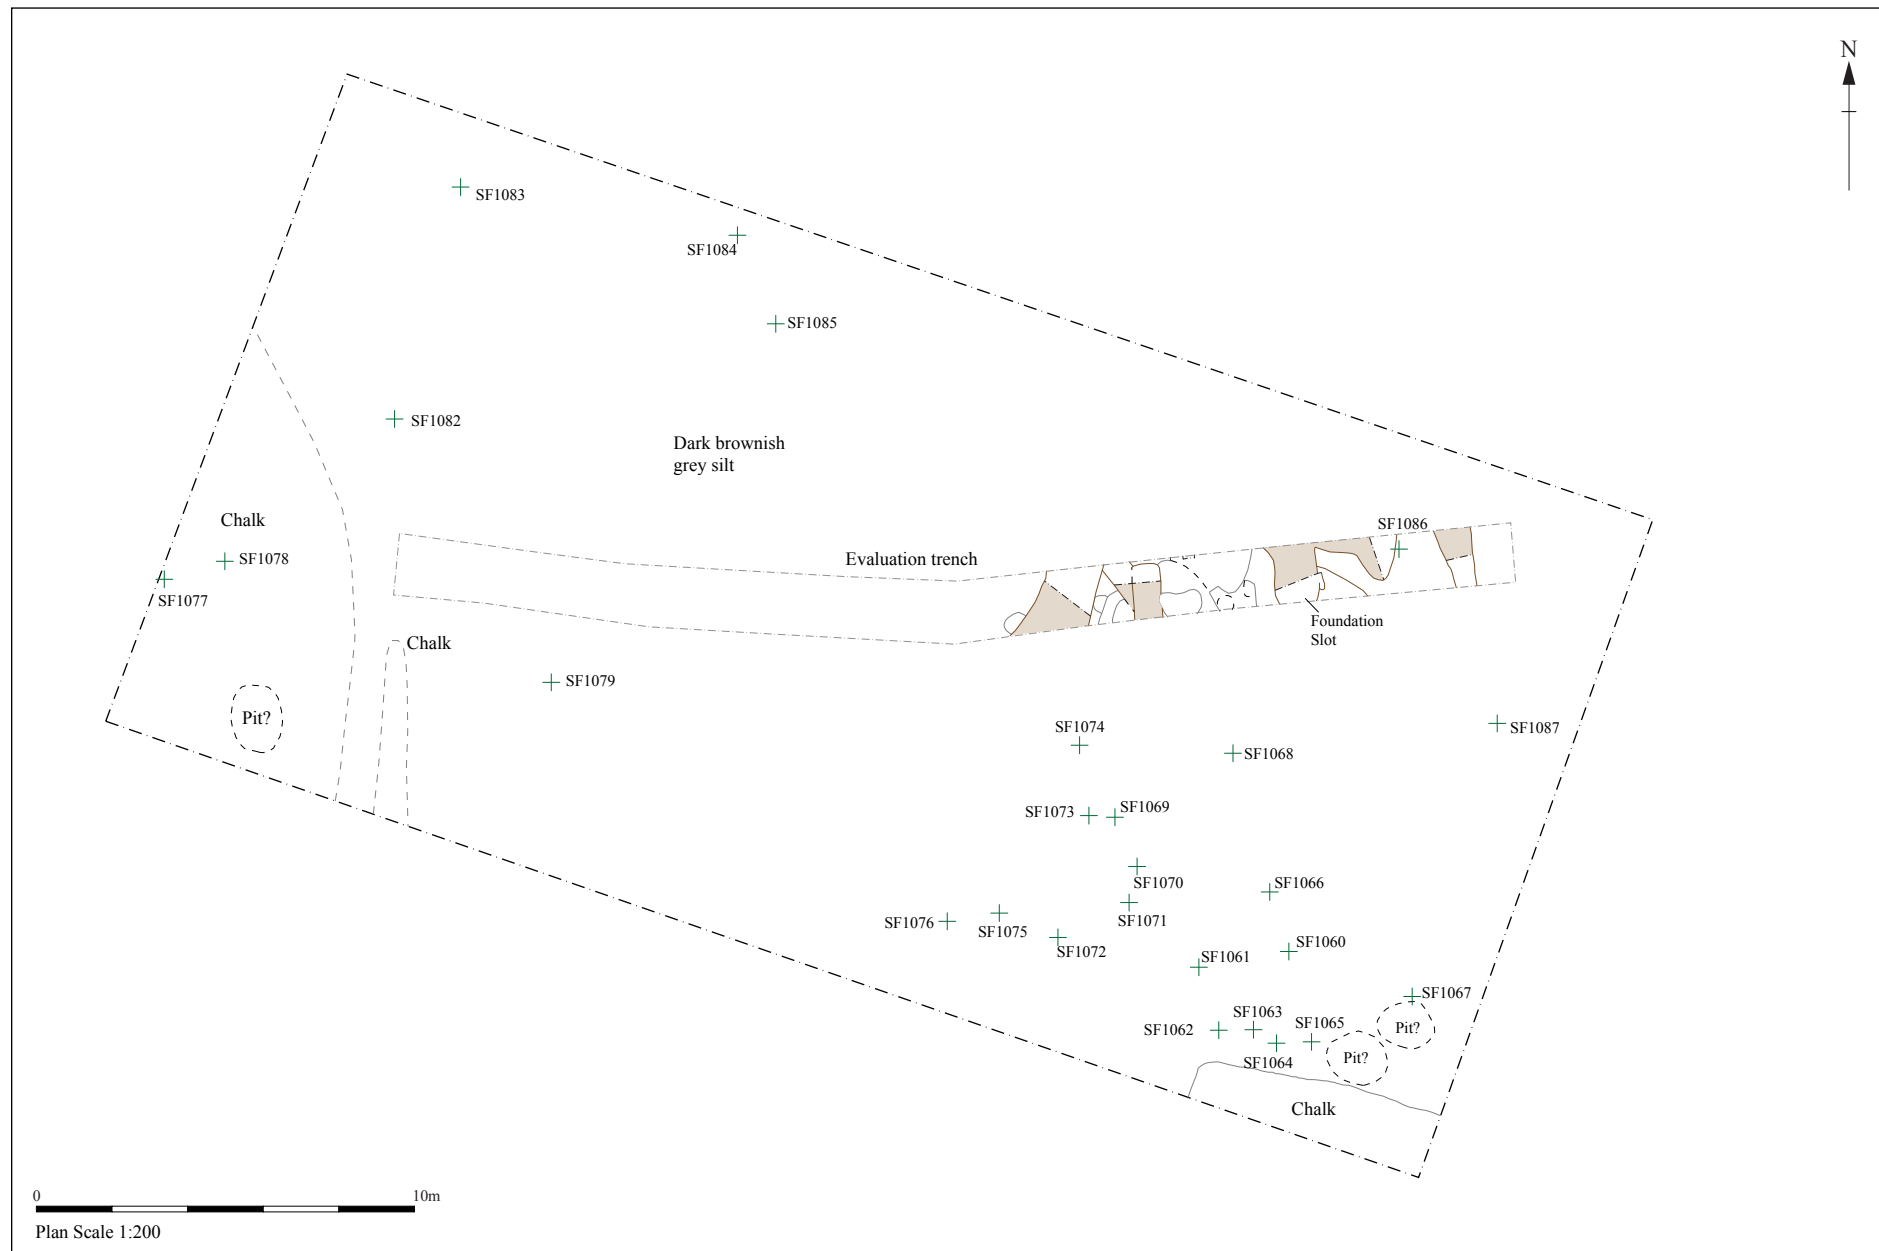 N
SF1083
SF1084
SF1085
SF1082
Dark brownish
grey silt
Chalk
SF1086
SF1078
Evaluation trench
SF1077
Foundation
Slot
Chalk
SF1079
Pit?
SF1074
SF1087
SF1068
SF1073
SF1069
SF1070
SF1066
SF1076
SF1075
SF1071
SF1072
SF1060
SF1061
SF1067
SF1062
SF1063
SF1065
Pit?
SF1064
Pit?
Chalk
0
10m
Plan Scale 1:200